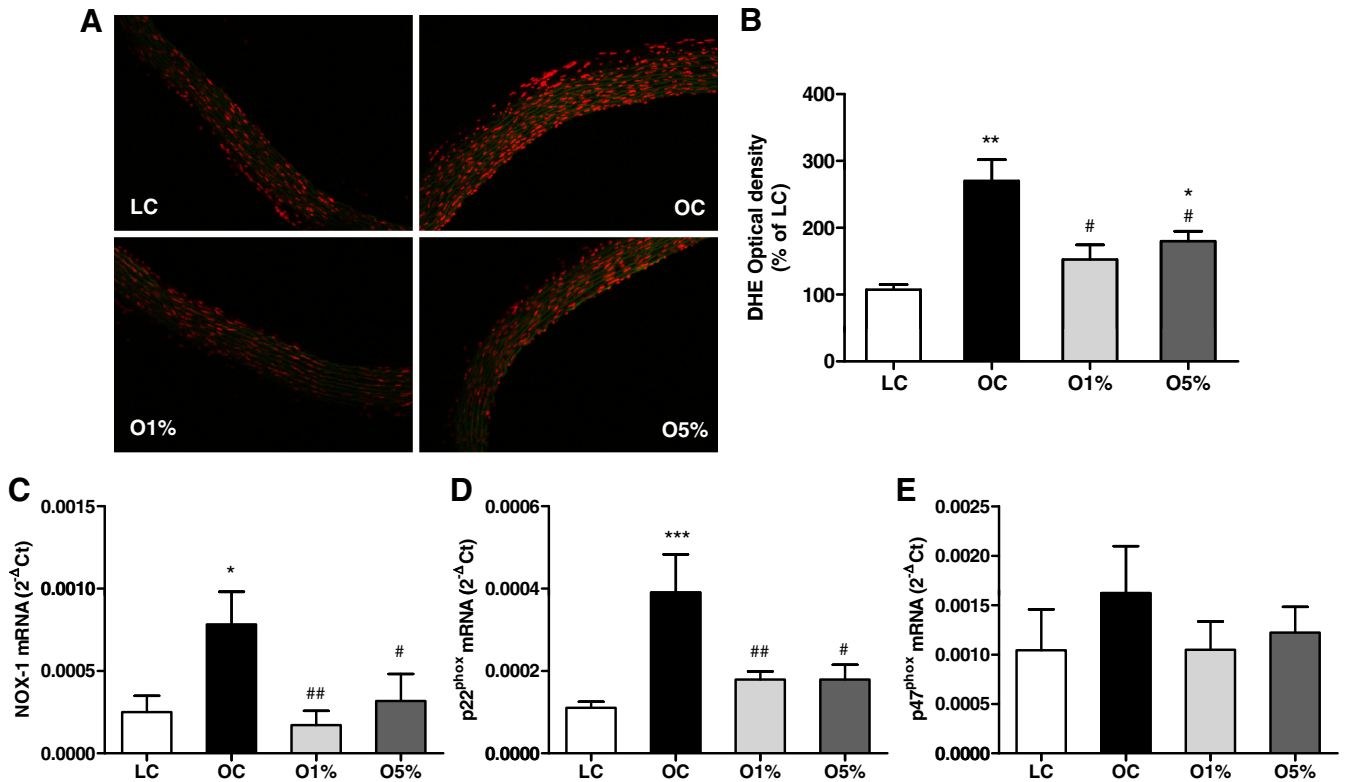 A
LC
OC
O1%
O5%
B
DHE Optical density
(% of LC)
400
300
200
100
0
**
#
*
#
LC OC O1% O5%
C
NOX-1 mRNA (2-ΔCt)
0.0015
0.0010
0.0005
0.0000
*
##
#
LC OC O1% O5%
D
p22phox mRNA (2-ΔCt)
0.0006
0.0004
0.0002
0.0000
***
##
#
LC OC O1% O5%
E
p47phox mRNA (2-ΔCt)
0.0025
0.0020
0.0015
0.0010
0.0005
0.0000
LC OC O1% O5%